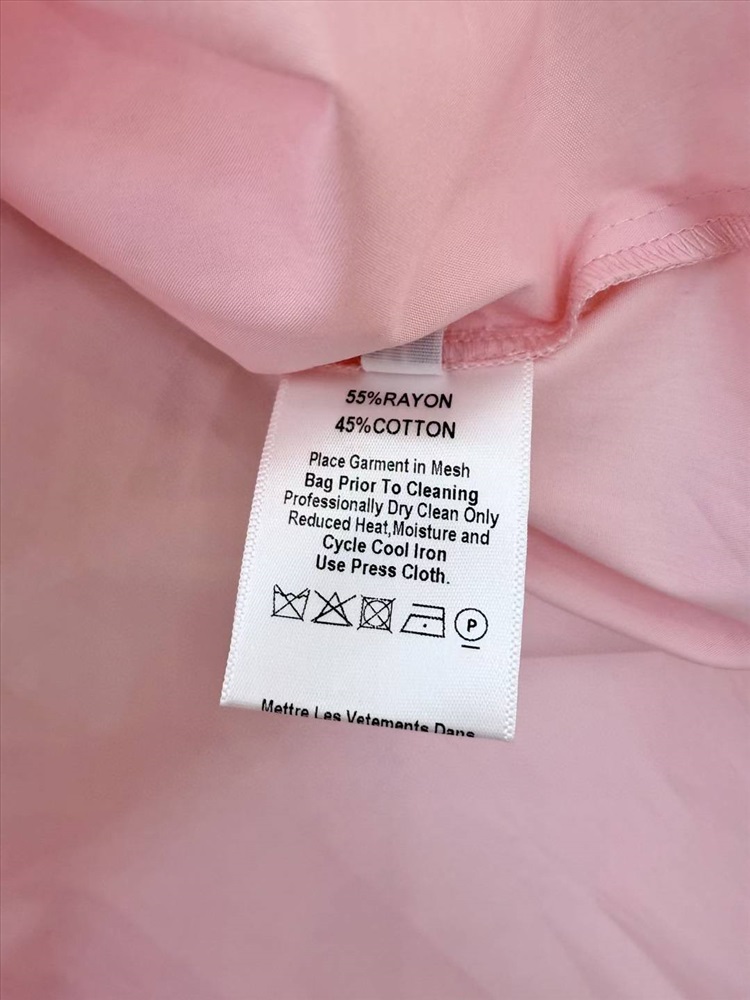 55%RAYON
45%COTTON
Place Garment in Mesh
Bag Prior To Cleaning
Professionally Dry Clean Only
Reduced Heat,Moisture and
Cycle Cool Iron
Use Press Cloth.
P
Mettre Les Vetements Dans